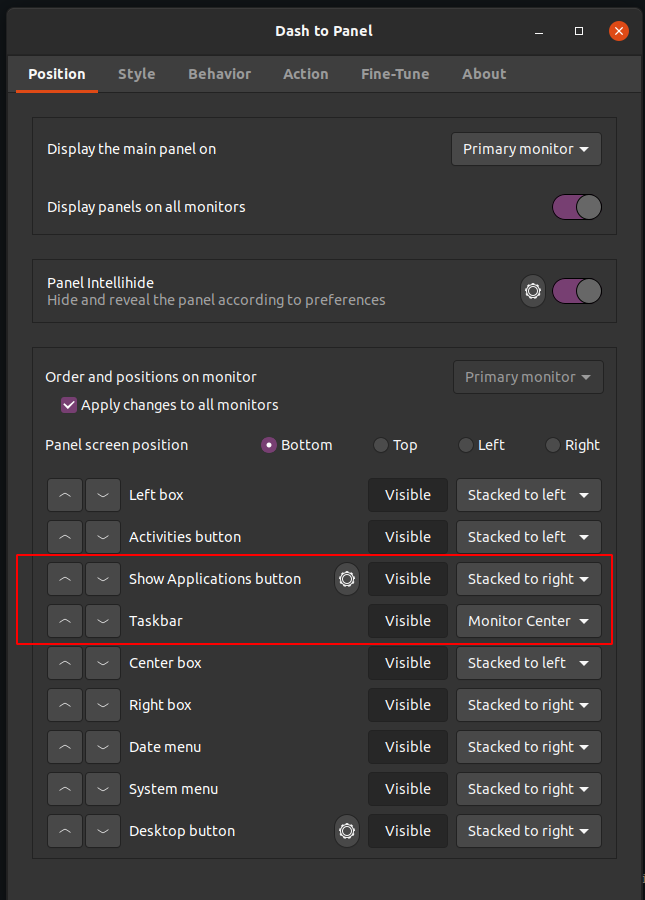 Dash to Panel
Position Style Behavior Action Fine-Tune About
Display the main panel on Primary monitor
Display panels on all monitors
Panel Intellihide
Hide and reveal the panel according to preferences
Order and positions on monitor Primary monitor
Apply changes to all monitors
Panel screen position Bottom Top Left Right
Left box Visible Stacked to left
Activities button Visible Stacked to left
Show Applications button Visible Stacked to right
Taskbar Visible Monitor Center
Center box Visible Stacked to left
Right box Visible Stacked to right
Date menu Visible Stacked to right
System menu Visible Stacked to right
Desktop button Visible Stacked to right